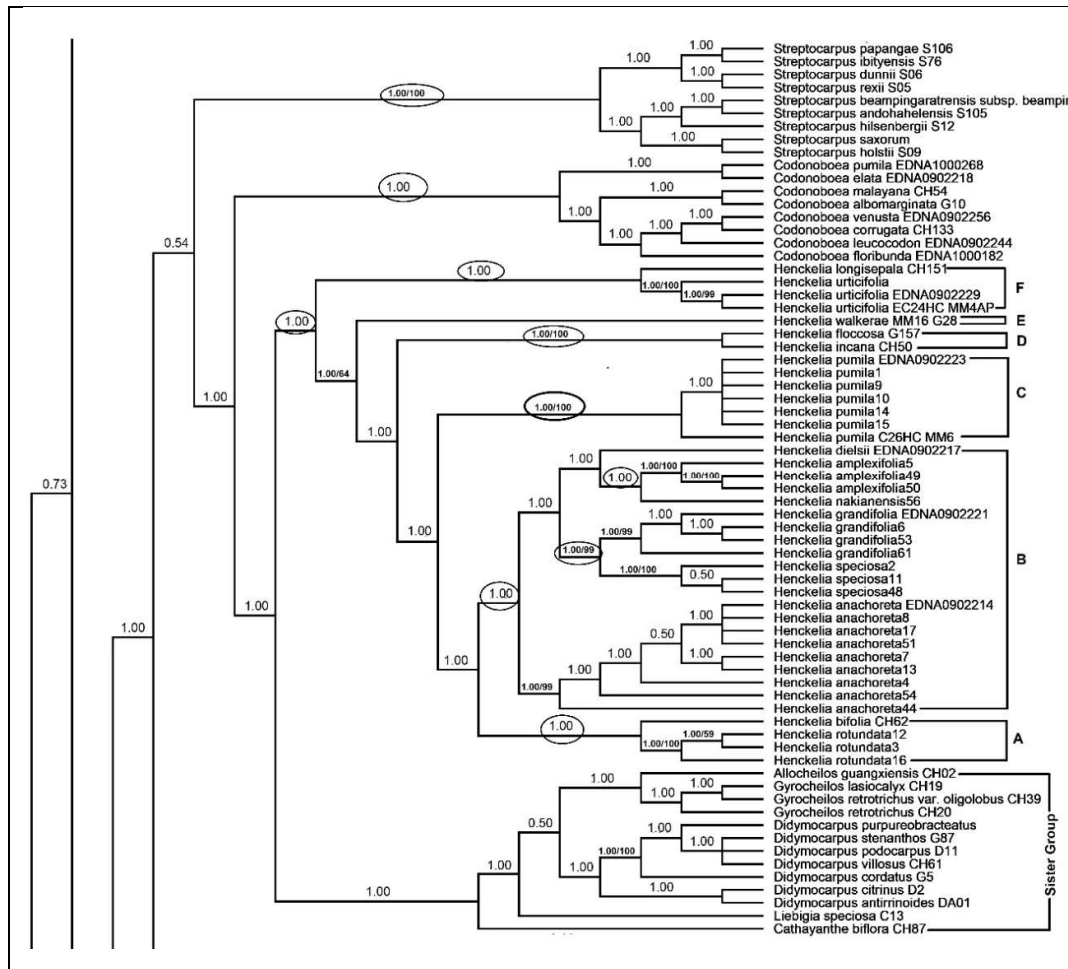 1.00 Streptocarpus papangae S106
Streptocarpus ibityensis S76
1.00
1.00 Streptocarpus dunnii S06
Streptocarpus rexii S05
1.00/100
1.00 Streptocarpus beampingaratrensis subsp. beampin
1.00 Streptocarpus andohahelensis S105
Streptocarpus hilsenbergii S12
1.00
1.00 Streptocarpus saxorum
Streptocarpus holstii S09
1.00 Codonoboea pumila EDNA1000268
Codonoboea elata EDNA0902218
1.00
1.00 Codonoboea malayana CH54
Codonoboea albomarginata G10
1.00
1.00 Codonoboea venusta EDNA0902256
1.00 Codonoboea corrugata CH133
1.00 Codonoboea leucocodon EDNA0902244
Codonoboea floribunda EDNA1000182
0.54
1.00 Henckelia longisepala CH151
1.00/100 Henckelia urticifolia
1.00/99 Henckelia urticifolia EDNA0902229
Henckelia urticifolia EC24HC MM4AP
F
1.00
Henckelia walkerae MM16 G28
E
1.00/100 Henckelia floccosa G157
Henckelia incana CH50
D
Henckelia pumila EDNA0902223
1.00/64
Henckelia pumila1
1.00 Henckelia pumila9
Henckelia pumila10
Henckelia pumila14
Henckelia pumila15
1.00/100
Henckelia pumila C26HC MM6
C
1.00
1.00
1.00 Henckelia dielsii EDNA0902217
1.00/100 Henckelia amplexifolia5
1.00 1.00/100 Henckelia amplexifolia49
Henckelia amplexifolia50
Henckelia nakianensis56
0.73
1.00
1.00 Henckelia grandifolia EDNA0902221
1.00 Henckelia grandifolia6
1.00/99
Henckelia grandifolia53
1.00/99
Henckelia grandifolia61
1.00/100 Henckelia speciosa2
0.50 Henckelia speciosa11
Henckelia speciosa48
1.00
1.00
B
Henckelia anachoreta EDNA0902214
1.00 Henckelia anachoreta8
0.50 Henckelia anachoreta17
Henckelia anachoreta51
1.00 Henckelia anachoreta7
1.00
Henckelia anachoreta13
1.00
Henckelia anachoreta4
Henckelia anachoreta54
1.00/99
Henckelia anachoreta44
1.00
1.00
1.00
1.00 Henckelia bifolia CH62
1.00/59 Henckelia rotundata12
1.00/100 Henckelia rotundata3
Henckelia rotundata16
A
1.00 Allocheilos guangxiensis CH02
1.00 Gyrocheilos lasiocalyx CH19
1.00 Gyrocheilos retrotrichus var. oligolobus CH39
Gyrocheilos retrotrichus CH20
0.50
1.00 Didymocarpus purpureobracteatus
1.00 Didymocarpus stenanthos G87
1.00/100 Didymocarpus podocarpus D11
Didymocarpus villosus CH61
1.00
Didymocarpus cordatus G5
1.00 Didymocarpus citrinus D2
Didymocarpus antirrinoides DA01
1.00
1.00
Liebigia speciosa C13
Cathayanthe biflora CH87
Sister Group